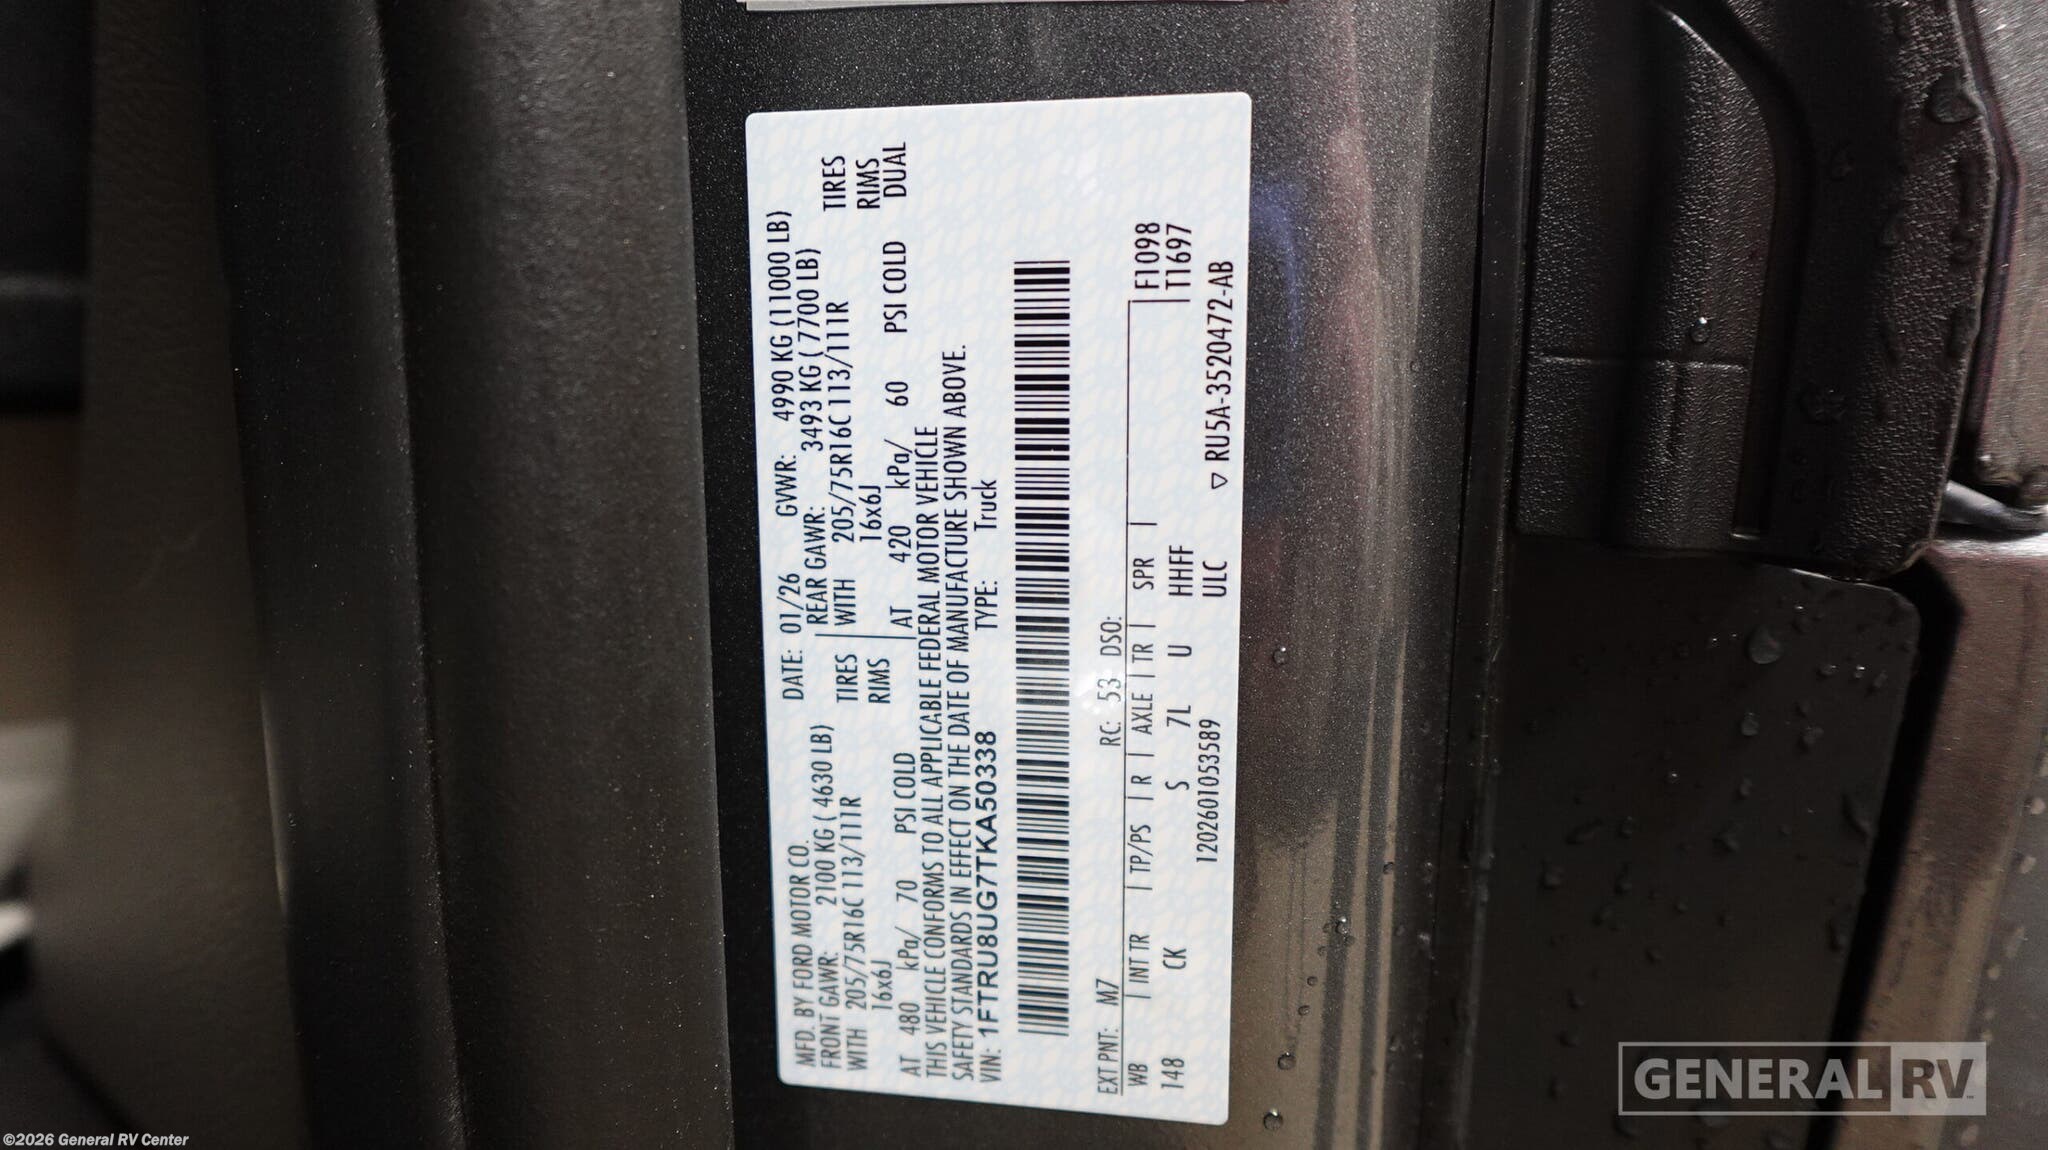 MFD. BY FORD MOTOR CO. DATE: 01/26 GVWR: 4990 KG (11000 LB)
FRONT GAWR: 2100 KG ( 4630 LB) REAR GAWR: 3493 KG ( 7700 LB)
WITH 205/75R16C 113/111R TIRES WITH 205/75R16C 113/111R TIRES
16x6J RIMS 16x6J RIMS
AT 480 kPa/ 70 PSI COLD AT 420 kPa/ 60 PSI COLD DUAL
THIS VEHICLE CONFORMS TO ALL APPLICABLE FEDERAL MOTOR VEHICLE
SAFETY STANDARDS IN EFFECT ON THE DATE OF MANUFACTURE SHOWN ABOVE.
VIN: 1FTRU8UG7TKA50338 TYPE: Truck
EXT PNT: M7 RC: 53 DSO:
WB | INT TR | TP/PS | R | AXLE | TR | SPR | F1098
148 CK S 7L U HHFF T1697
1202601053589 ULC ▽ RU5A-3520472-AB
GENERAL RV
©2026 General RV Center